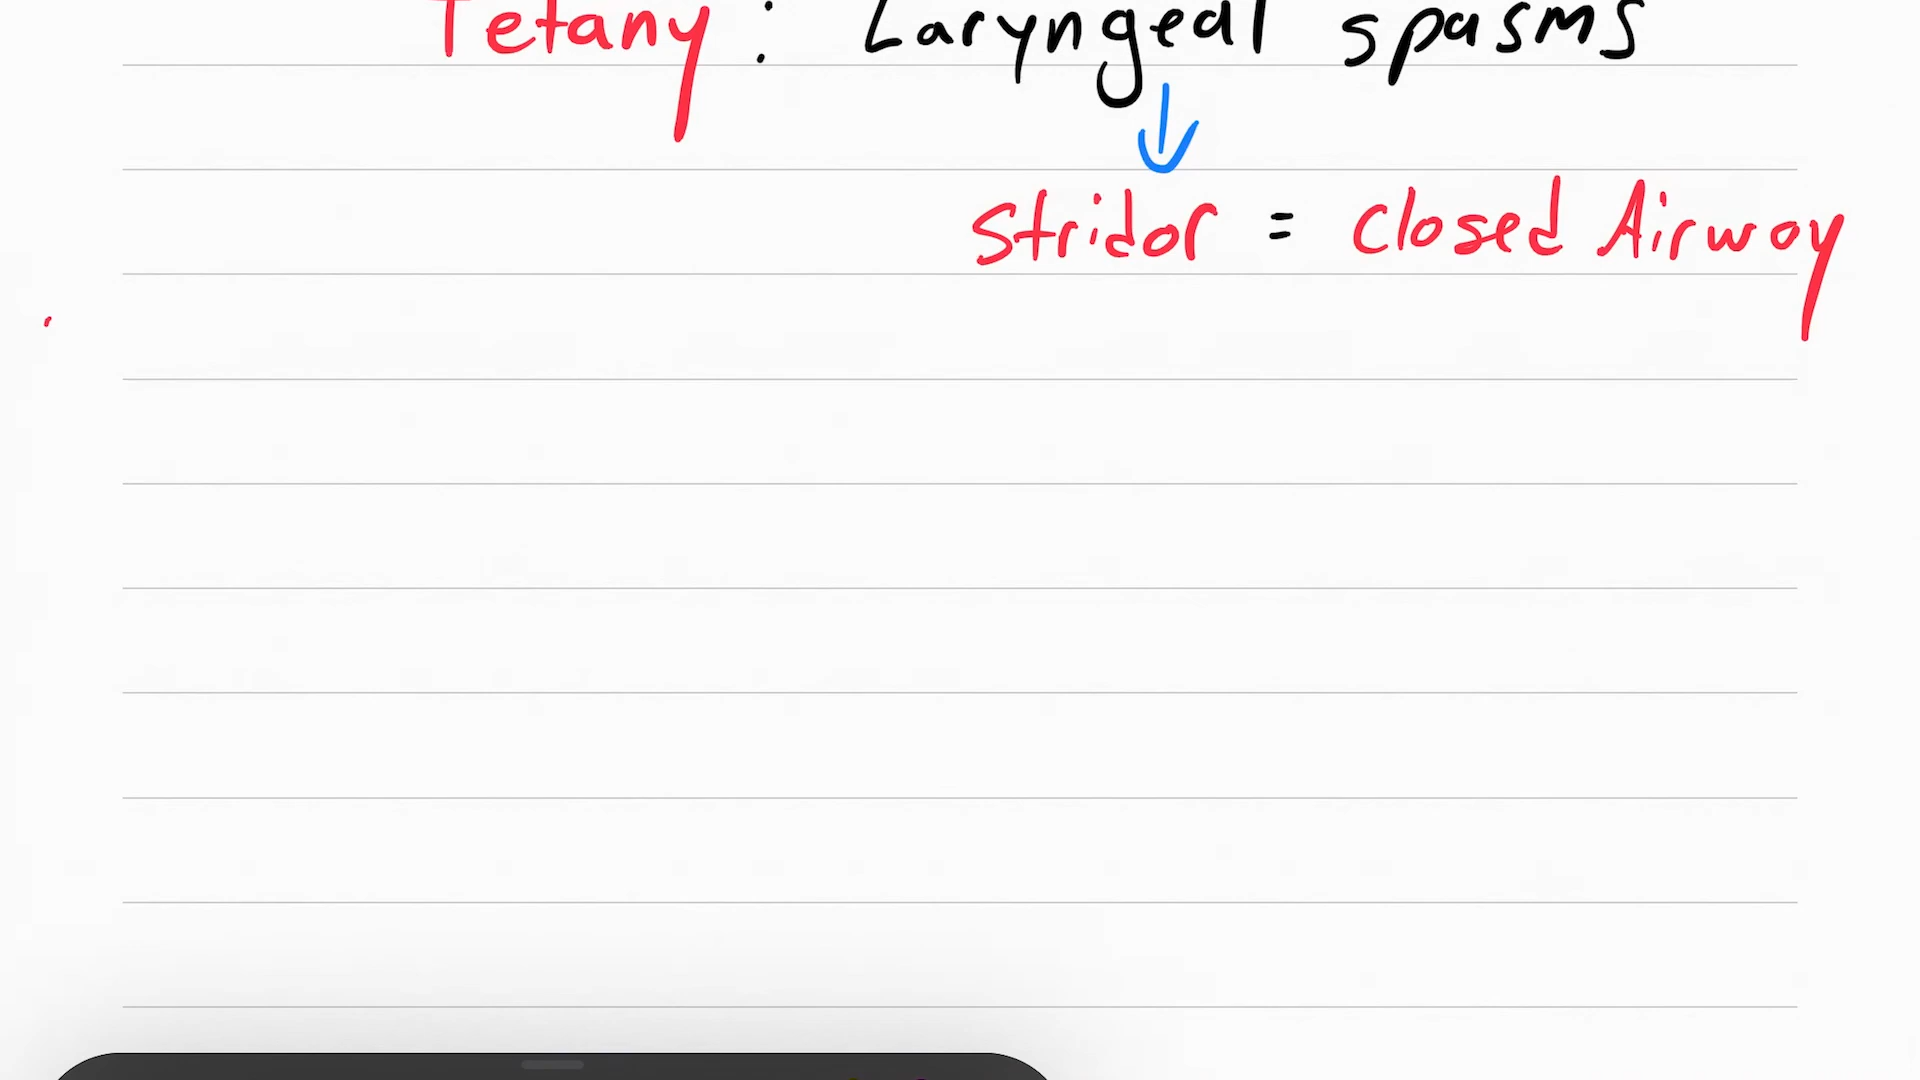 Tetany : Laryngeal spasms
Stridor = Closed Airway